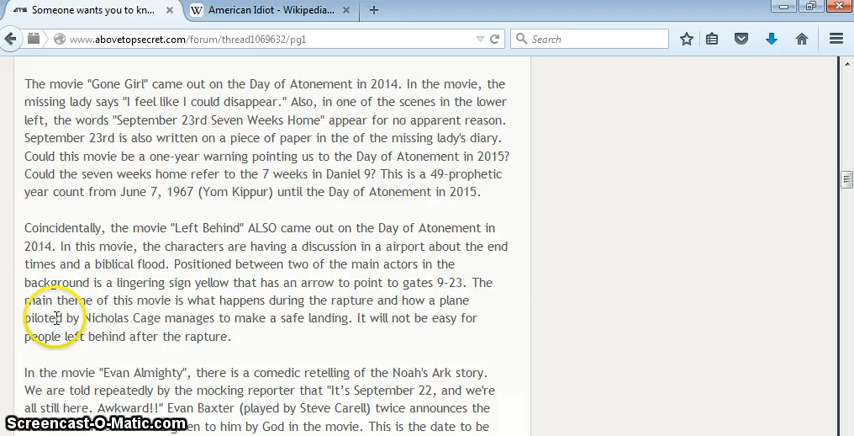 Someone wants you to kn...
American Idiot - Wikipedia...
www.abovetopsecret.com/forum/thread1069632/pg1
Search
The movie "Gone Girl" came out on the Day of Atonement in 2014. In the movie, the
missing lady says "I feel like I could disappear." Also, in one of the scenes in the lower
left, the words "September 23rd Seven Weeks Home" appear for no apparent reason.
September 23rd is also written on a piece of paper in the of the missing lady's diary.
Could this movie be a one-year warning pointing us to the Day of Atonement in 2015?
Could the seven weeks home refer to the 7 weeks in Daniel 9? This is a 49-prophetic
year count from June 7, 1967 (Yom Kippur) until the Day of Atonement in 2015.
Coincidentally, the movie "Left Behind" ALSO came out on the Day of Atonement in
2014. In this movie, the characters are having a discussion in a airport about the end
times and a biblical flood. Positioned between two of the main actors in the
background is a lingering sign yellow that has an arrow to point to gates 9-23. The
main theme of this movie is what happens during the rapture and how a plane
piloted by Nicholas Cage manages to make a safe landing. It will not be easy for
people left behind after the rapture.
In the movie "Evan Almighty", there is a comedic retelling of the Noah's Ark story.
We are told repeatedly by the mocking reporter that "It's September 22, and we're
all still here. Awkward!!" Evan Baxter (played by Steve Carell) twice announces the
to him by God in the movie. This is the date to be
Screencast-O-Matic.com